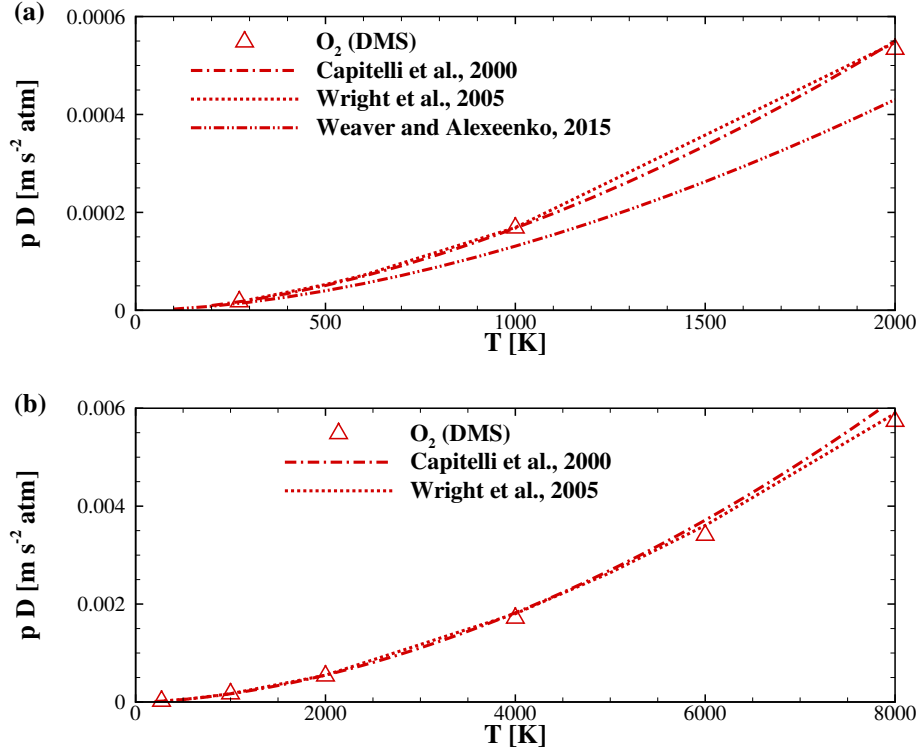 (a)
0.0006
0.0004
0.0002
0
p D [m s⁻² atm]
O₂ (DMS)
Capitelli et al., 2000
Wright et al., 2005
Weaver and Alexeenko, 2015
0 500 1000 1500 2000
T [K]
(b)
0.006
0.004
0.002
0
p D [m s⁻² atm]
O₂ (DMS)
Capitelli et al., 2000
Wright et al., 2005
0 2000 4000 6000 8000
T [K]